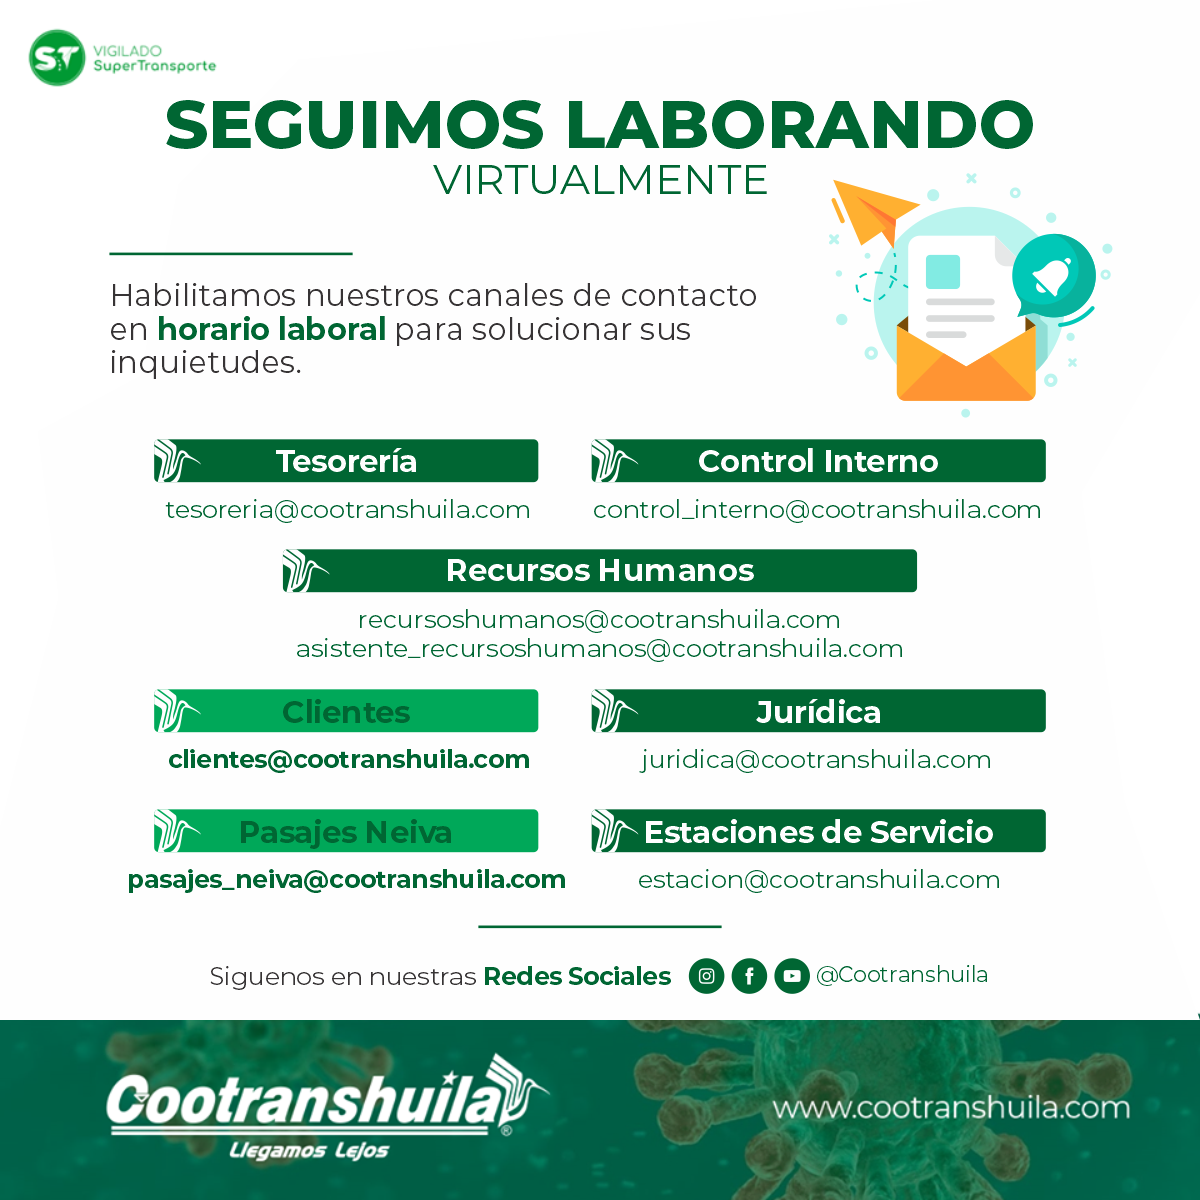 ST VIGILADO
SuperTransporte
SEGUIMOS LABORANDO
VIRTUALMENTE
Habilitamos nuestros canales de contacto
en horario laboral para solucionar sus
inquietudes.
Tesorería
tesoreria@cootranshuila.com
Control Interno
control_interno@cootranshuila.com
Recursos Humanos
recursoshumanos@cootranshuila.com
asistente_recursoshumanos@cootranshuila.com
Clientes
clientes@cootranshuila.com
Jurídica
juridica@cootranshuila.com
Pasajes Neiva
pasajes_neiva@cootranshuila.com
Estaciones de Servicio
estacion@cootranshuila.com
Siguenos en nuestras Redes Sociales @Cootranshuila
Cootranshuila®
Llegamos Lejos
www.cootranshuila.com